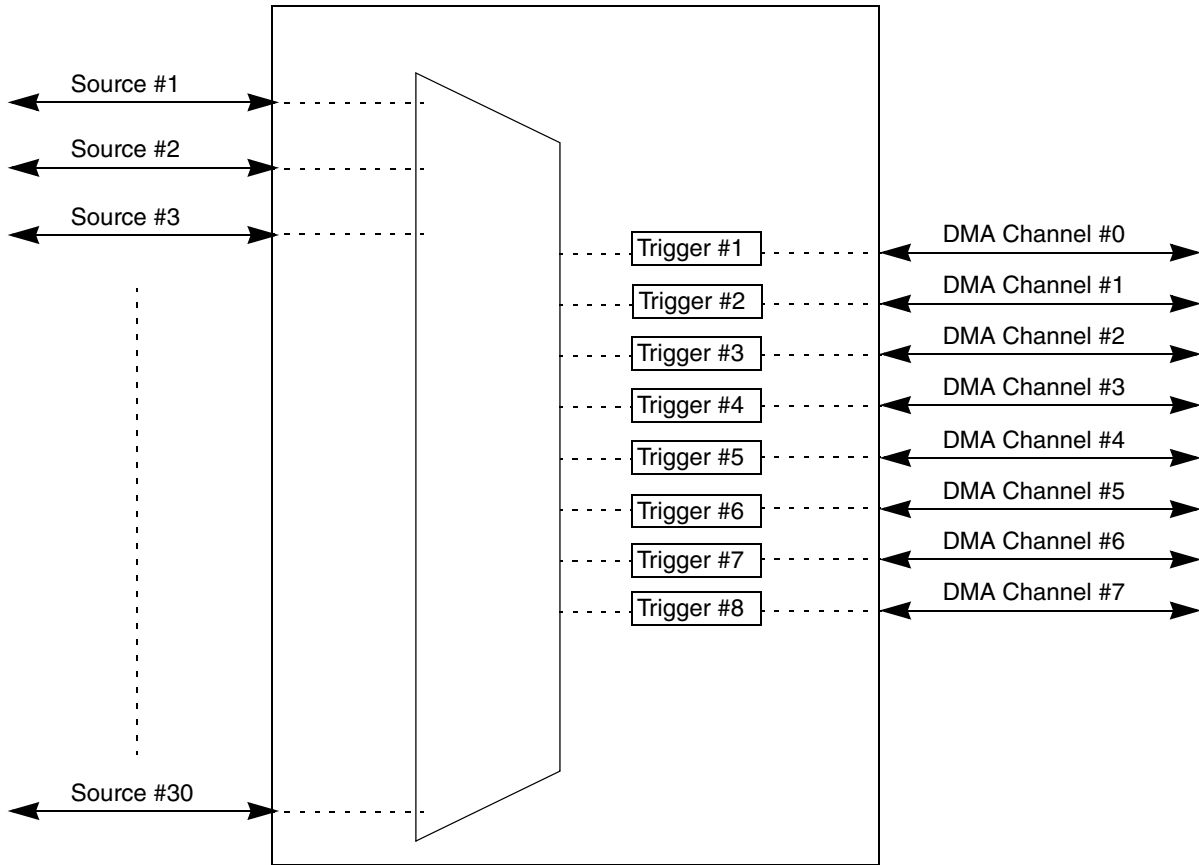 Source #1
Source #2
Source #3
Source #30
Trigger #1
Trigger #2
Trigger #3
Trigger #4
Trigger #5
Trigger #6
Trigger #7
Trigger #8
DMA Channel #0
DMA Channel #1
DMA Channel #2
DMA Channel #3
DMA Channel #4
DMA Channel #5
DMA Channel #6
DMA Channel #7